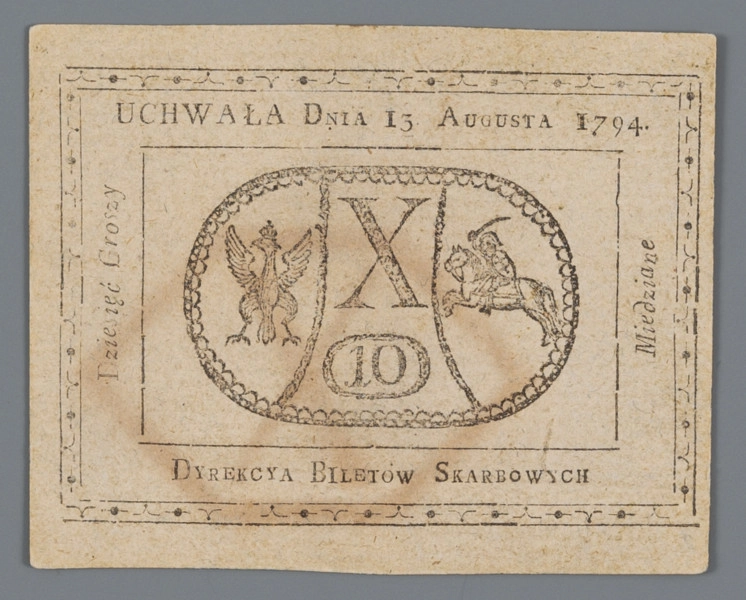 UCHWAŁA DNIA 13 AUGUSTA 1794.
Dziesięć Groszy
X
10
Miedziane
DYREKCYA BILETÓW SKARBOWYCH